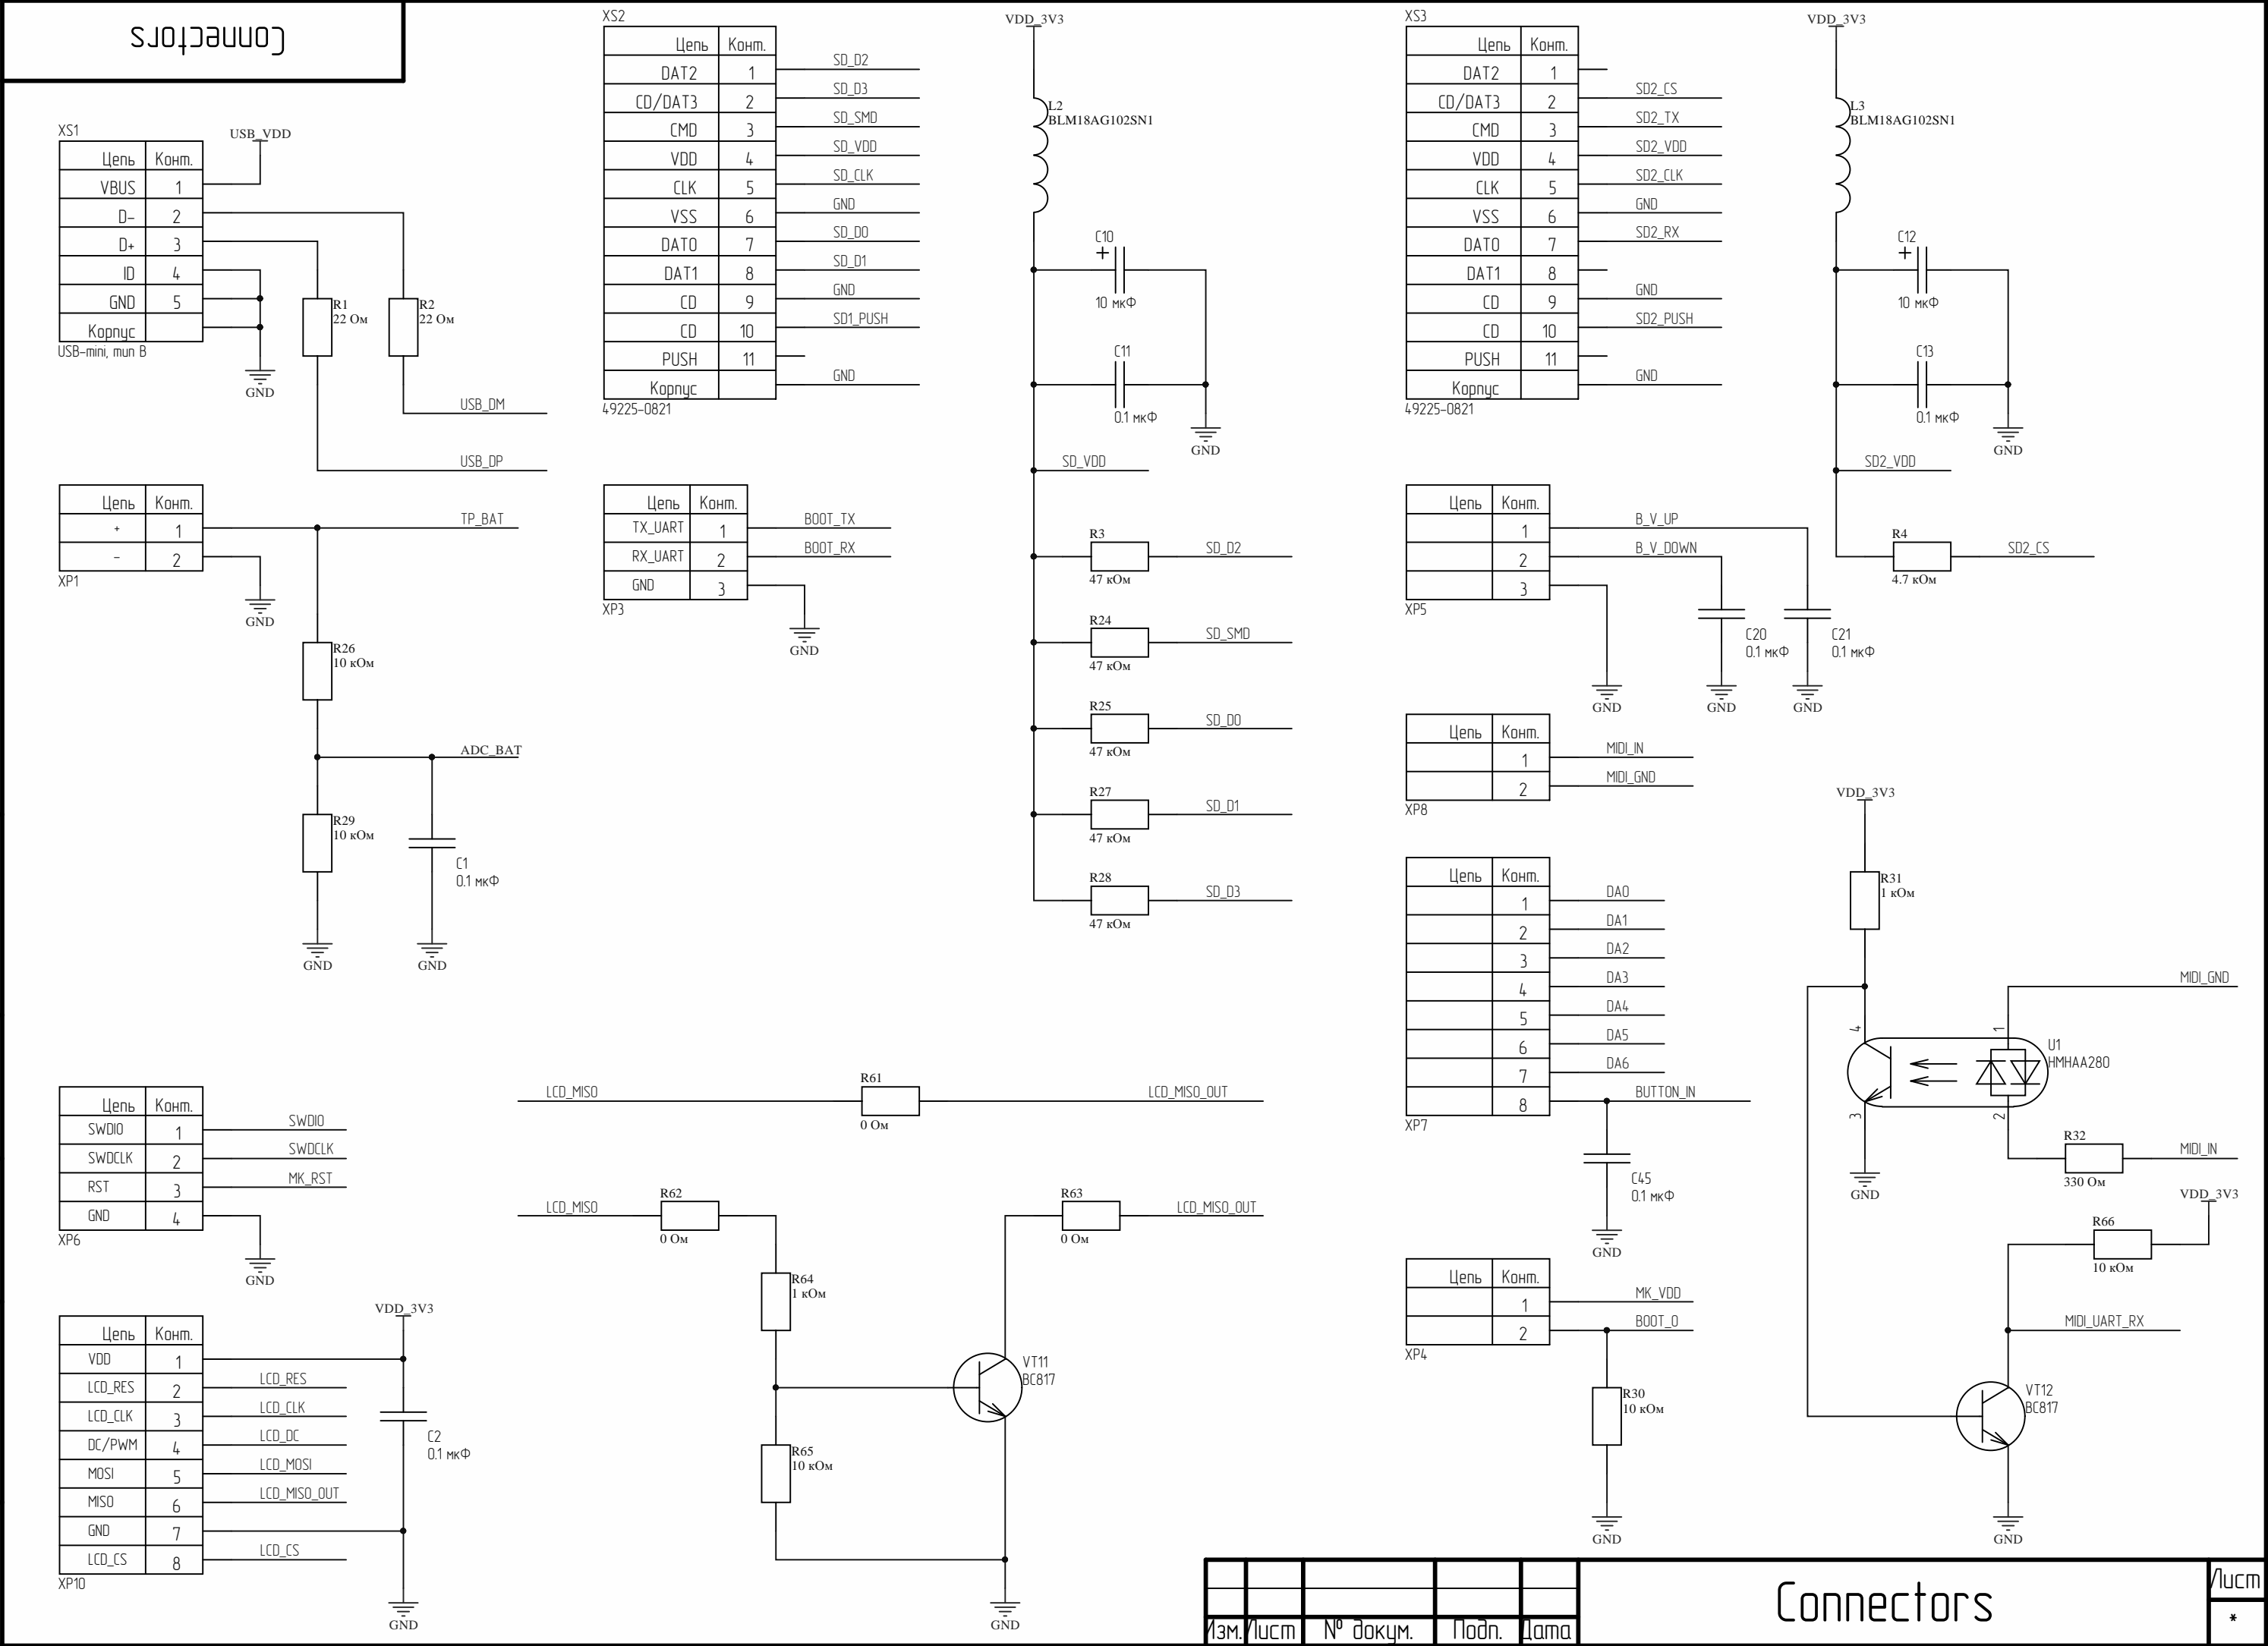 Connectors
XS1
Цепь Конт.
VBUS 1
D- 2
D+ 3
ID 4
GND 5
Корпус
USB-mini, тип B
USB_VDD
GND
R1
22 Ом
R2
22 Ом
USB_DM
USB_DP
XS2
Цепь Конт.
DAT2 1 SD_D2
CD/DAT3 2 SD_D3
CMD 3 SD_SMD
VDD 4 SD_VDD
CLK 5 SD_CLK
VSS 6 GND
DAT0 7 SD_D0
DAT1 8 SD_D1
CD 9 GND
CD 10 SD1_PUSH
PUSH 11
Корпус GND
49225-0821
VDD_3V3
L2
BLM18AG102SN1
C10
+
10 мкФ
C11
0.1 мкФ
GND
SD_VDD
R3
47 кОм
SD_D2
R24
47 кОм
SD_SMD
R25
47 кОм
SD_D0
R27
47 кОм
SD_D1
R28
47 кОм
SD_D3
XS3
Цепь Конт.
DAT2 1
CD/DAT3 2 SD2_CS
CMD 3 SD2_TX
VDD 4 SD2_VDD
CLK 5 SD2_CLK
VSS 6 GND
DAT0 7 SD2_RX
DAT1 8
CD 9 GND
CD 10 SD2_PUSH
PUSH 11
Корпус GND
49225-0821
VDD_3V3
L3
BLM18AG102SN1
C12
+
10 мкФ
C13
0.1 мкФ
GND
SD2_VDD
R4
4.7 кОм
SD2_CS
Цепь Конт.
+ 1 TP_BAT
- 2
XP1
GND
R26
10 кОм
ADC_BAT
R29
10 кОм
C1
0.1 мкФ
GND
GND
Цепь Конт.
TX_UART 1 BOOT_TX
RX_UART 2 BOOT_RX
GND 3
XP3
GND
Цепь Конт.
1 B_V_UP
2 B_V_DOWN
3
XP5
C20
0.1 мкФ
C21
0.1 мкФ
GND
GND
GND
Цепь Конт.
1 MIDI_IN
2 MIDI_GND
XP8
Цепь Конт.
1 DA0
2 DA1
3 DA2
4 DA3
5 DA4
6 DA5
7 DA6
8 BUTTON_IN
XP7
C45
0.1 мкФ
GND
VDD_3V3
R31
1 кОм
MIDI_GND
4
1
U1
HMHAA280
3
2
GND
R32
330 Ом
MIDI_IN
VDD_3V3
R66
10 кОм
MIDI_UART_RX
VT12
BC817
GND
Цепь Конт.
1 MK_VDD
2 BOOT_0
XP4
R30
10 кОм
GND
Цепь Конт.
SWDIO 1 SWDIO
SWDCLK 2 SWDCLK
RST 3 MK_RST
GND 4
XP6
GND
LCD_MISO
R61
0 Ом
LCD_MISO_OUT
LCD_MISO
R62
0 Ом
R63
0 Ом
LCD_MISO_OUT
R64
1 кОм
VT11
BC817
R65
10 кОм
GND
VDD_3V3
Цепь Конт.
VDD 1
LCD_RES 2 LCD_RES
LCD_CLK 3 LCD_CLK
DC/PWM 4 LCD_DC
MOSI 5 LCD_MOSI
MISO 6 LCD_MISO_OUT
GND 7
LCD_CS 8 LCD_CS
XP10
C2
0.1 мкФ
GND
Изм. Лист № докум. Подп. Дата
Connectors
Лист
*